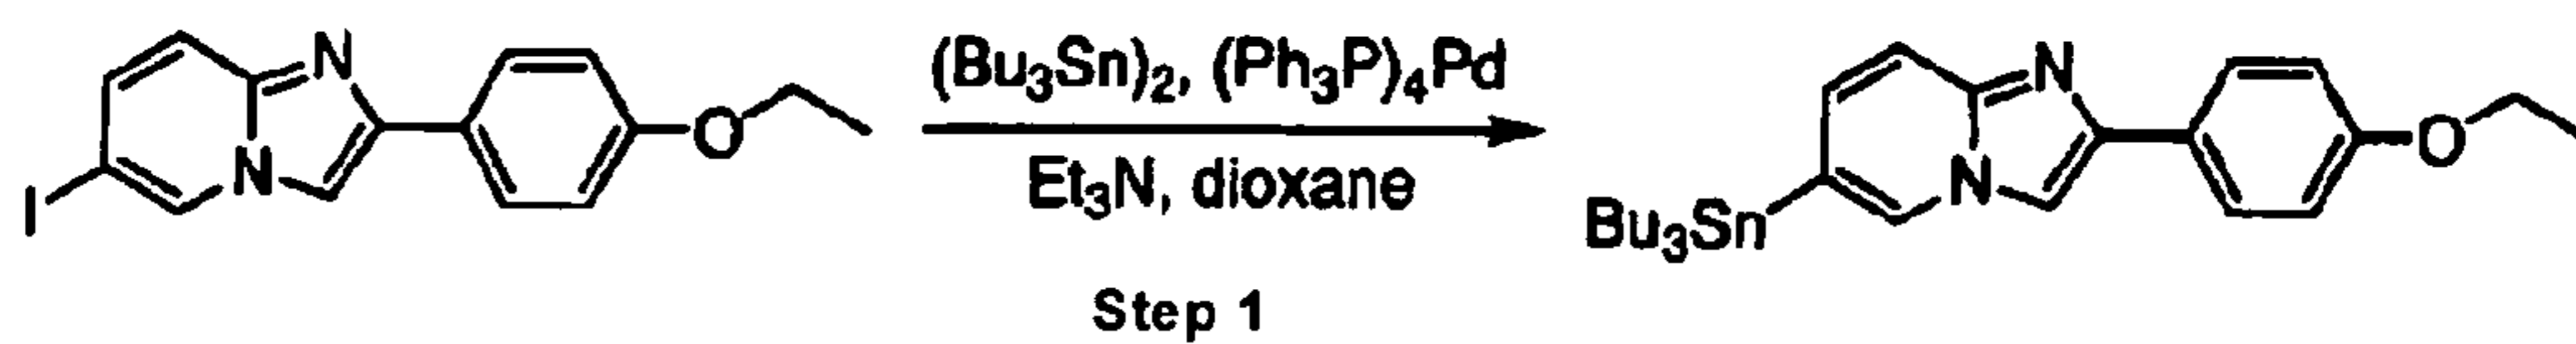 N
(Bu₃Sn)₂, (Ph₃P)₄Pd
N
I
N
O
Et₃N, dioxane
Bu₃Sn
N
O
Step 1